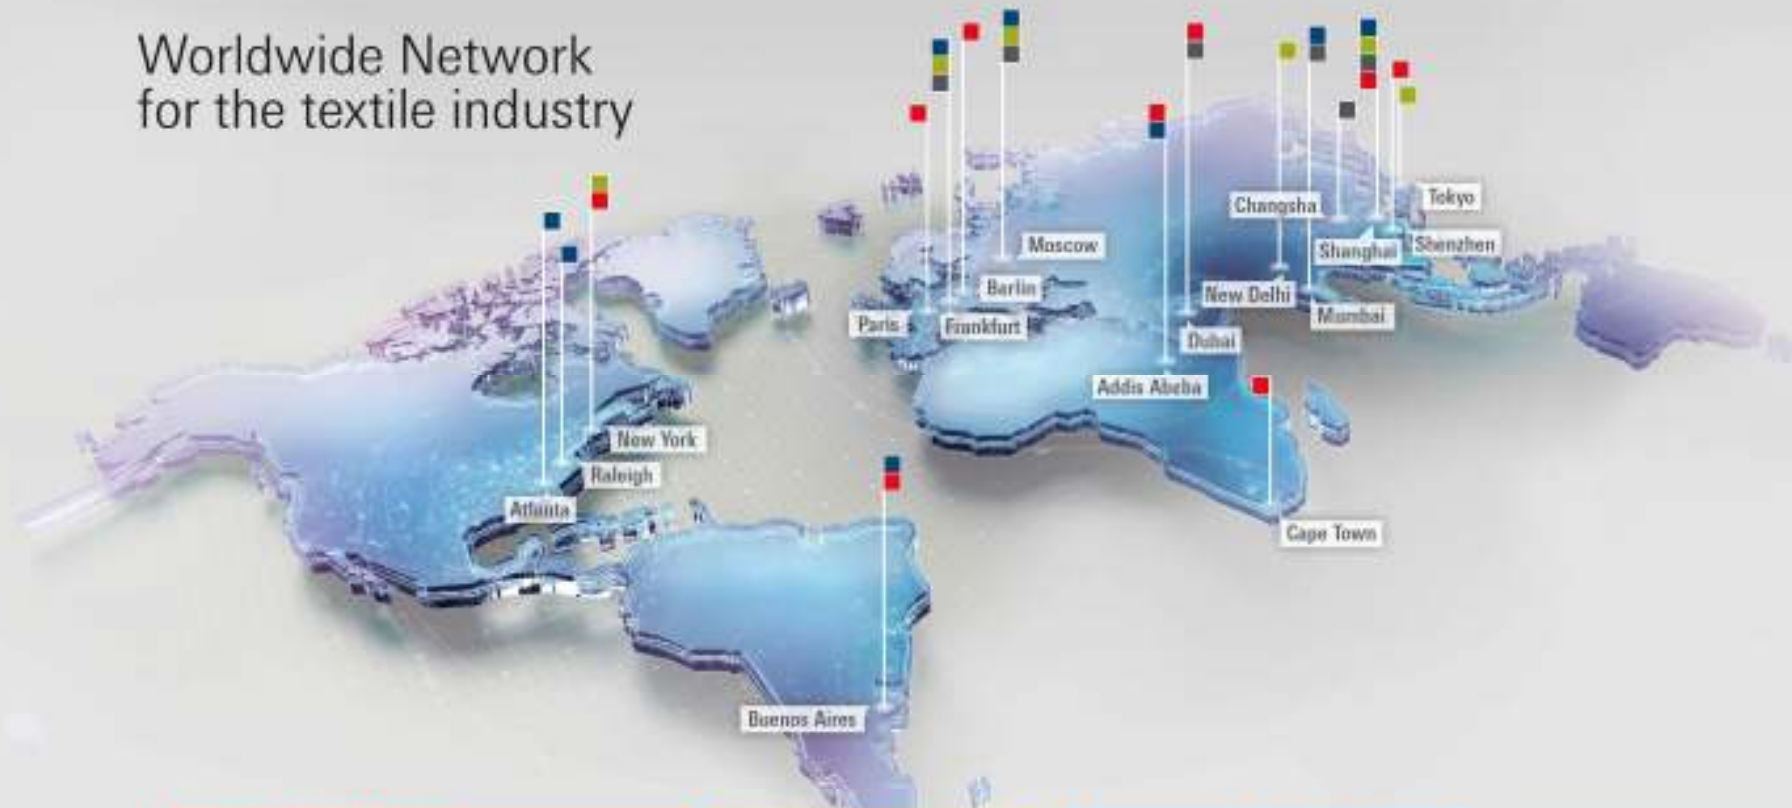 Worldwide Network
for the textile industry
Tokyo
Changsha
Moscow
Shanghai
Shenzhen
Berlin
New Delhi
Paris
Frankfurt
Mumbai
Dubai
Addis Abeba
New York
Raleigh
Atlanta
Cape Town
Buenos Aires